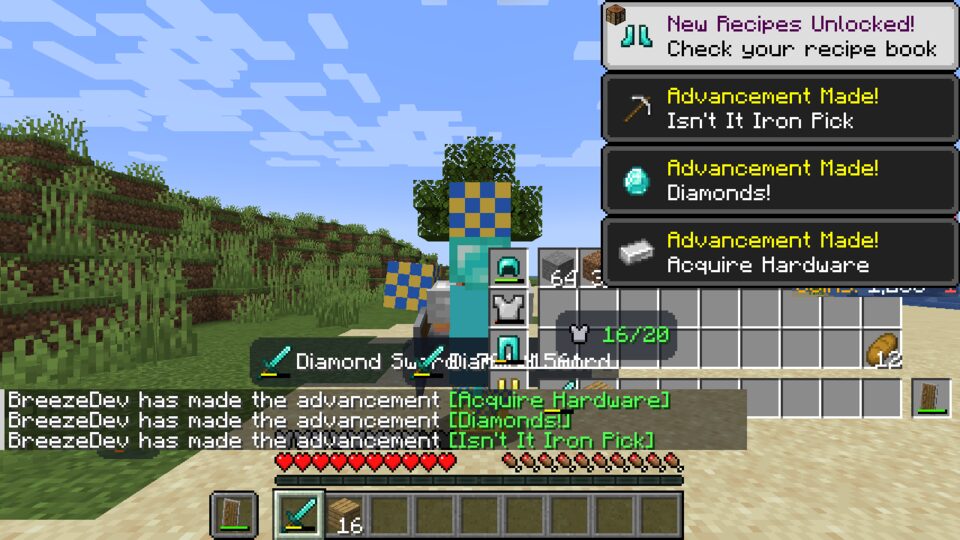 New Recipes Unlocked!
Check your recipe book
Advancement Made!
Isn't It Iron Pick
Advancement Made!
Diamonds!
Advancement Made!
Acquire Hardware
64
16/20
12
Diamond
BreezeDev has made the advancement [Acquire Hardware]
BreezeDev has made the advancement [Diamonds!]
BreezeDev has made the advancement [Isn't It Iron Pick]
16